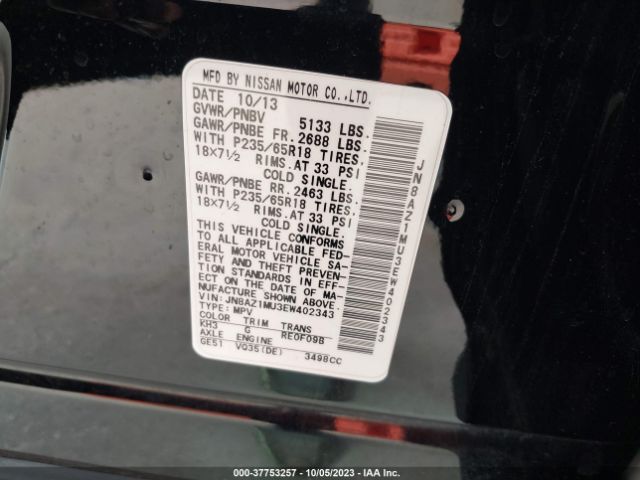 MFD BY NISSAN MOTOR CO.,LTD.
DATE 10/13
GVWR/PNBV 5133 LBS.
GAWR/PNBE FR. 2688 LBS.
WITH P235/65R18 TIRES.
18X7½ RIMS. AT 33 PSI
COLD SINGLE.
GAWR/PNBE RR. 2463 LBS.
WITH P235/65R18 TIRES.
18X7½ RIMS. AT 33 PSI
COLD SINGLE.
THIS VEHICLE CONFORMS
TO ALL APPLICABLE FED-
ERAL MOTOR VEHICLE SA-
FETY AND THEFT PREVEN-
TION STANDARDS IN EFF-
ECT ON THE DATE OF MA-
NUFACTURE SHOWN ABOVE.
VIN: JN8AZ1MU3EW402343
TYPE: MPV
COLOR TRIM TRANS
KH3 G RE0F09B
AXLE ENGINE
GE51 VQ35(DE) 3498CC
JN8AZ1MU3EW402343
000-37753257 - 10/05/2023 - IAA Inc.